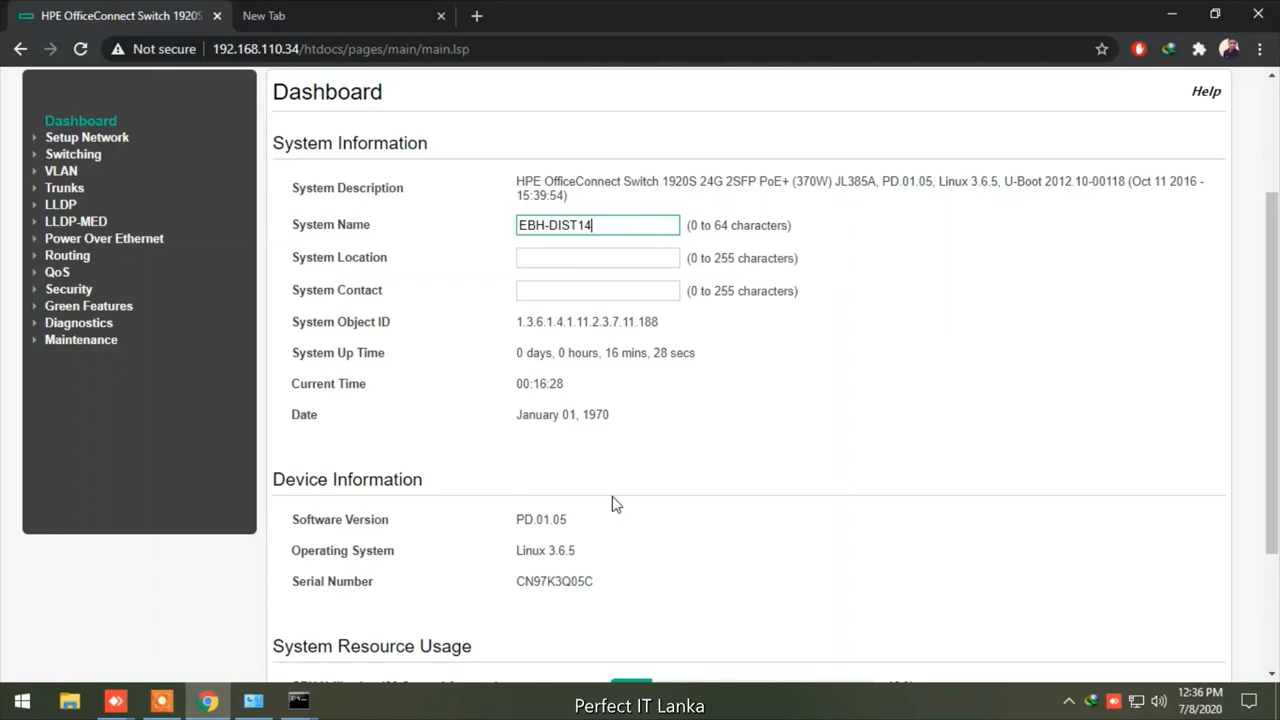 HPE OfficeConnect Switch 1920S
New Tab
Not secure
192.168.110.34/htdocs/pages/main/main.lsp
Dashboard
Setup Network
Switching
VLAN
Trunks
LLDP
LLDP-MED
Power Over Ethernet
Routing
QoS
Security
Green Features
Diagnostics
Maintenance
Dashboard
Help
System Information
System Description
HPE OfficeConnect Switch 1920S 24G 2SFP PoE+ (370W) JL385A, PD.01.05, Linux 3.6.5, U-Boot 2012.10-00118 (Oct 11 2016 -
15:39:54)
System Name
EBH-DIST14
(0 to 64 characters)
System Location
(0 to 255 characters)
System Contact
(0 to 255 characters)
System Object ID
1.3.6.1.4.1.11.2.3.7.11.188
System Up Time
0 days, 0 hours, 16 mins, 28 secs
Current Time
00:16:28
Date
January 01, 1970
Device Information
Software Version
PD.01.05
Operating System
Linux 3.6.5
Serial Number
CN97K3Q05C
System Resource Usage
12:36 PM
7/8/2020
Perfect IT Lanka